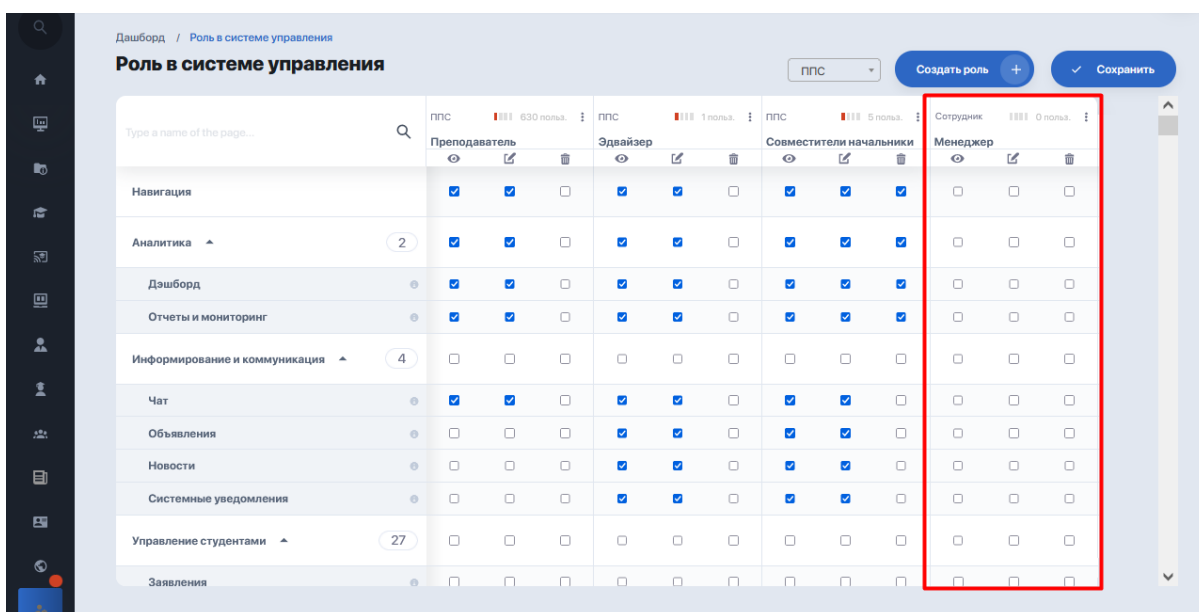 Дашборд / Роль в системе управления
Роль в системе управления
ППС
Создать роль
Сохранить
Type a name of the page...
ППС 630 польз.
Преподаватель
ППС 1 польз.
Эдвайзер
ППС 5 польз.
Совместители начальники
Сотрудник 0 польз.
Менеджер
Навигация
Аналитика 2
Дэшборд
Отчеты и мониторинг
Информирование и коммуникация 4
Чат
Объявления
Новости
Системные уведомления
Управление студентами 27
Заявления